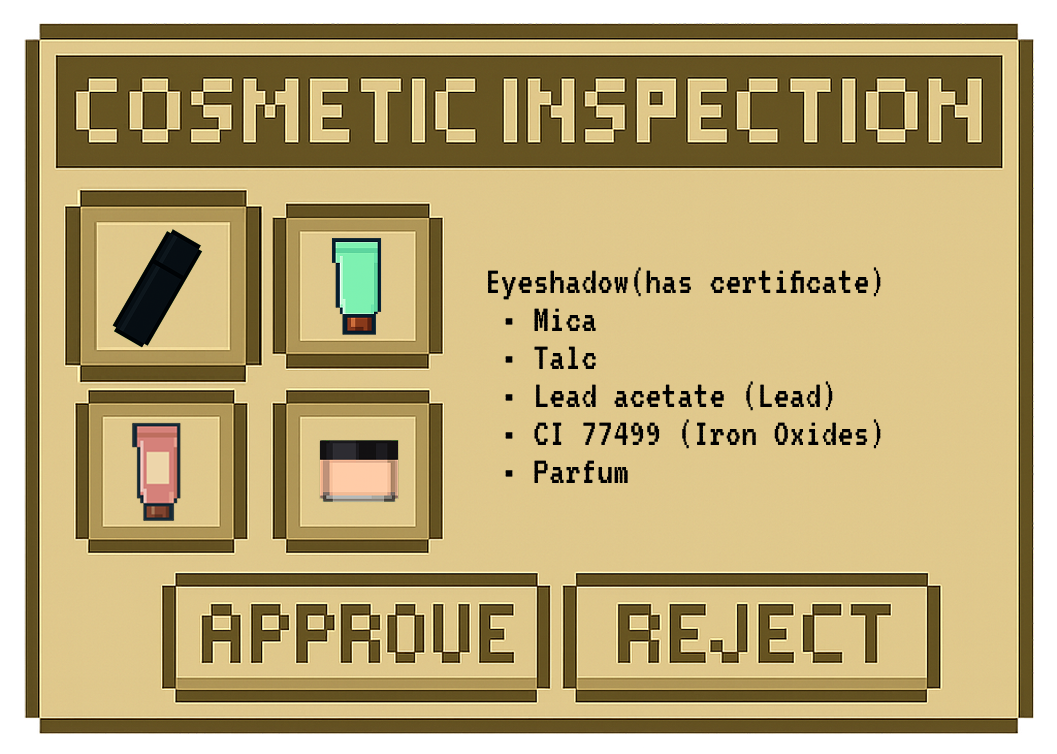 COSMETIC INSPECTION
Eyeshadow(has certificate)
▪ Mica
▪ Talc
▪ Lead acetate (Lead)
▪ CI 77499 (Iron Oxides)
▪ Parfum
APPROVE
REJECT